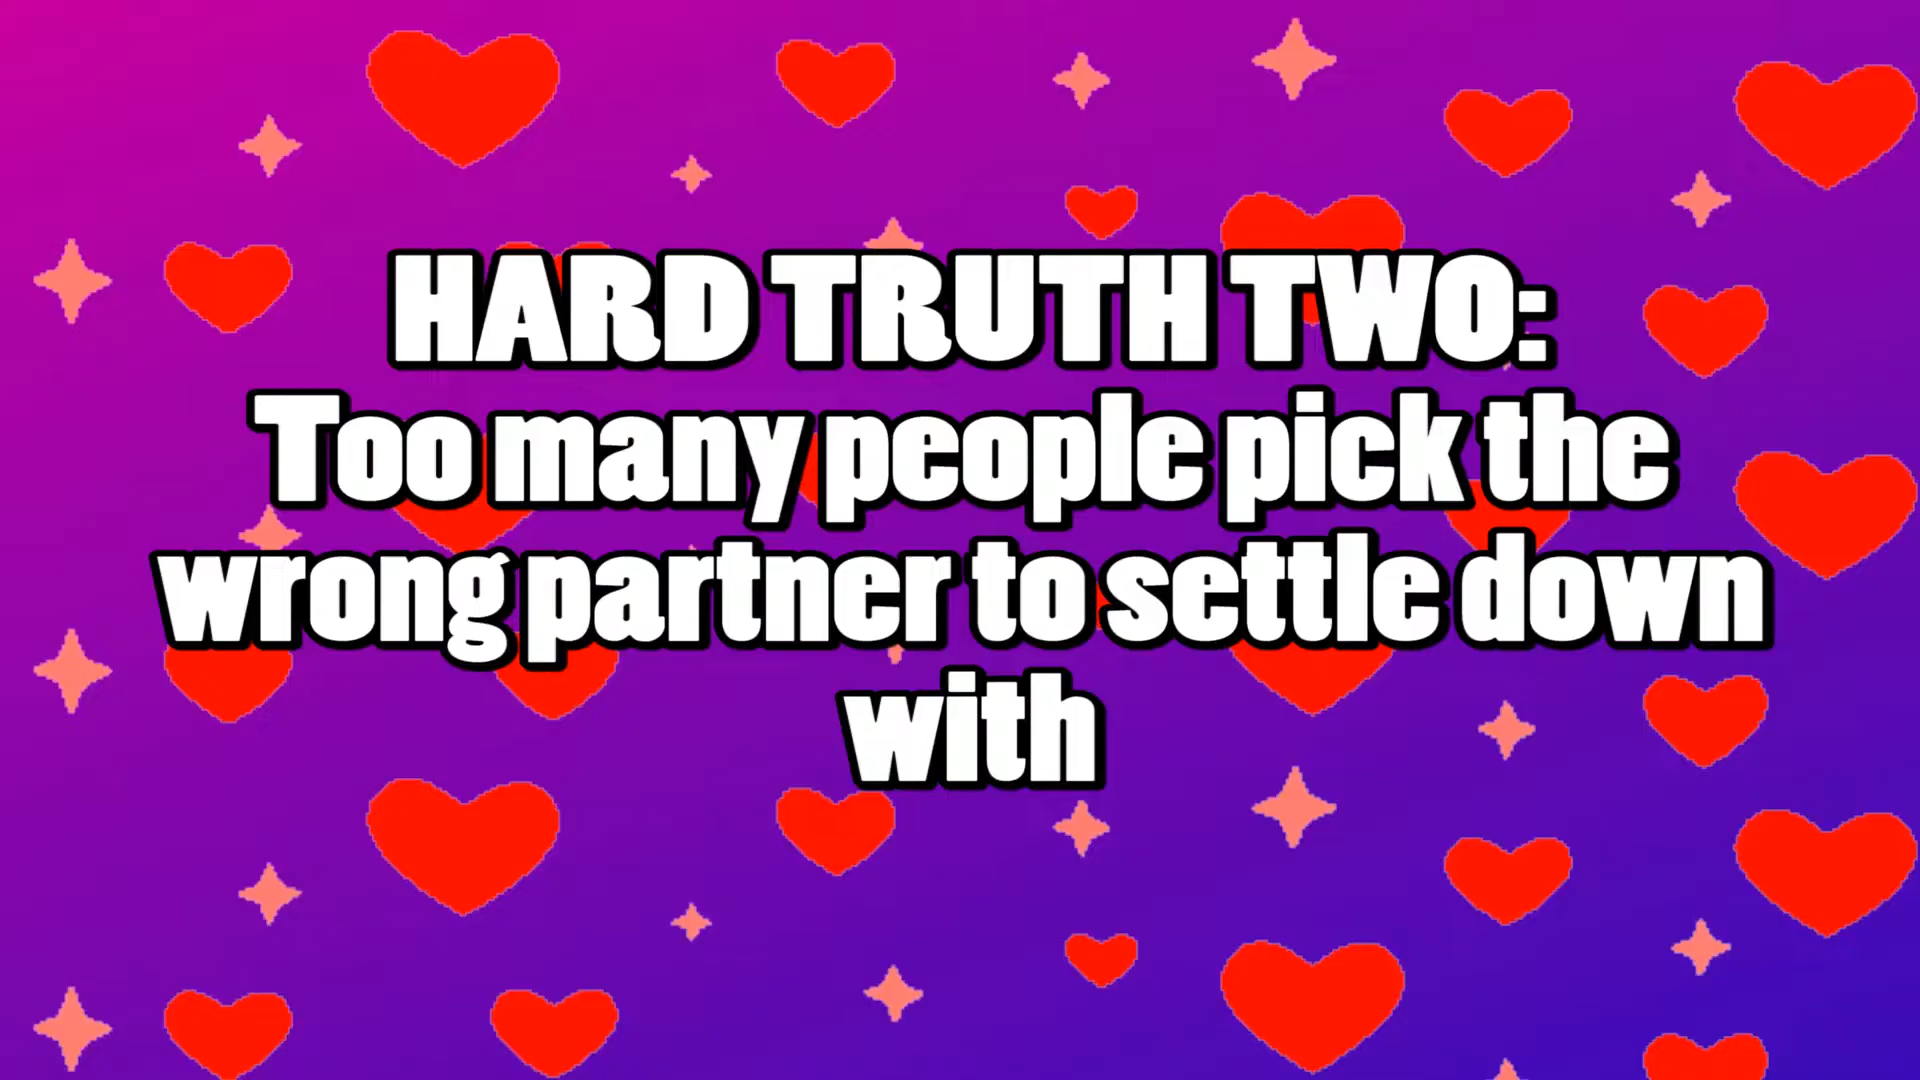 HARD TRUTH TWO:
Too many people pick the
wrong partner to settle down
with